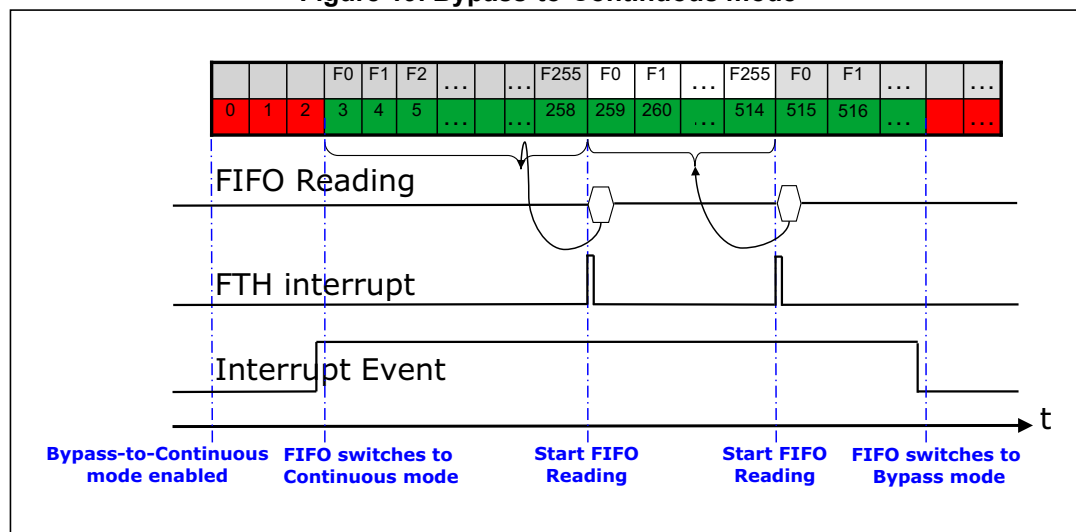 Figure 10. Bypass-to-Continuous mode
F0 F1 F2 ... ... F255 F0 F1 ... F255 F0 F1 ... ...
0 1 2 3 4 5 ... ... 258 259 260 ... 514 515 516 ... ...
FIFO Reading
FTH interrupt
Interrupt Event
t
Bypass-to-Continuous FIFO switches to Start FIFO Start FIFO FIFO switches to
mode enabled Continuous mode Reading Reading Bypass mode